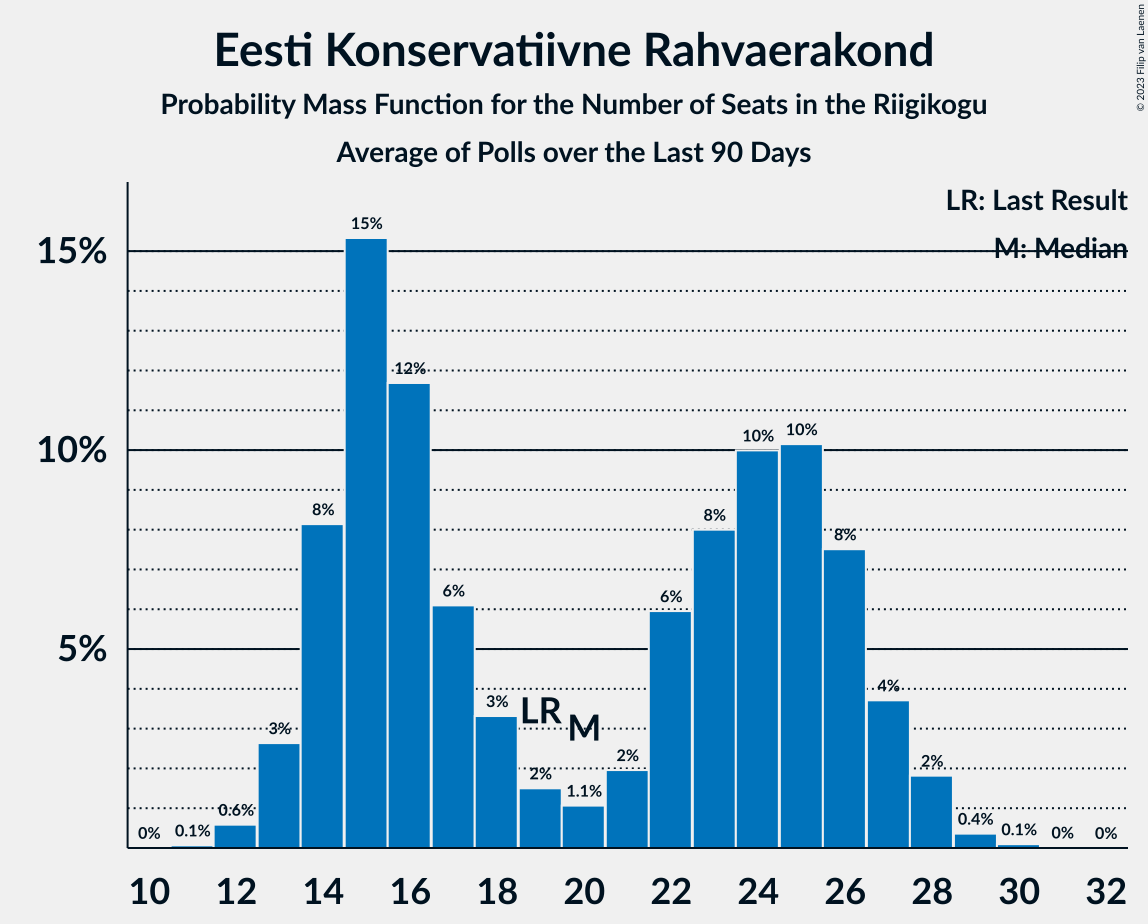 Eesti Konservatiivne Rahvaerakond
Probability Mass Function for the Number of Seats in the Riigikogu
Average of Polls over the Last 90 Days
© 2023 Filip van Laenen
LR: Last Result
M: Median
15%
10%
5%
0%
0.1%
0.6%
3%
8%
15%
12%
6%
3%
LR
2%
M
1.1%
2%
6%
8%
10%
10%
8%
4%
2%
0.4%
0.1%
0%
0%
10 12 14 16 18 20 22 24 26 28 30 32